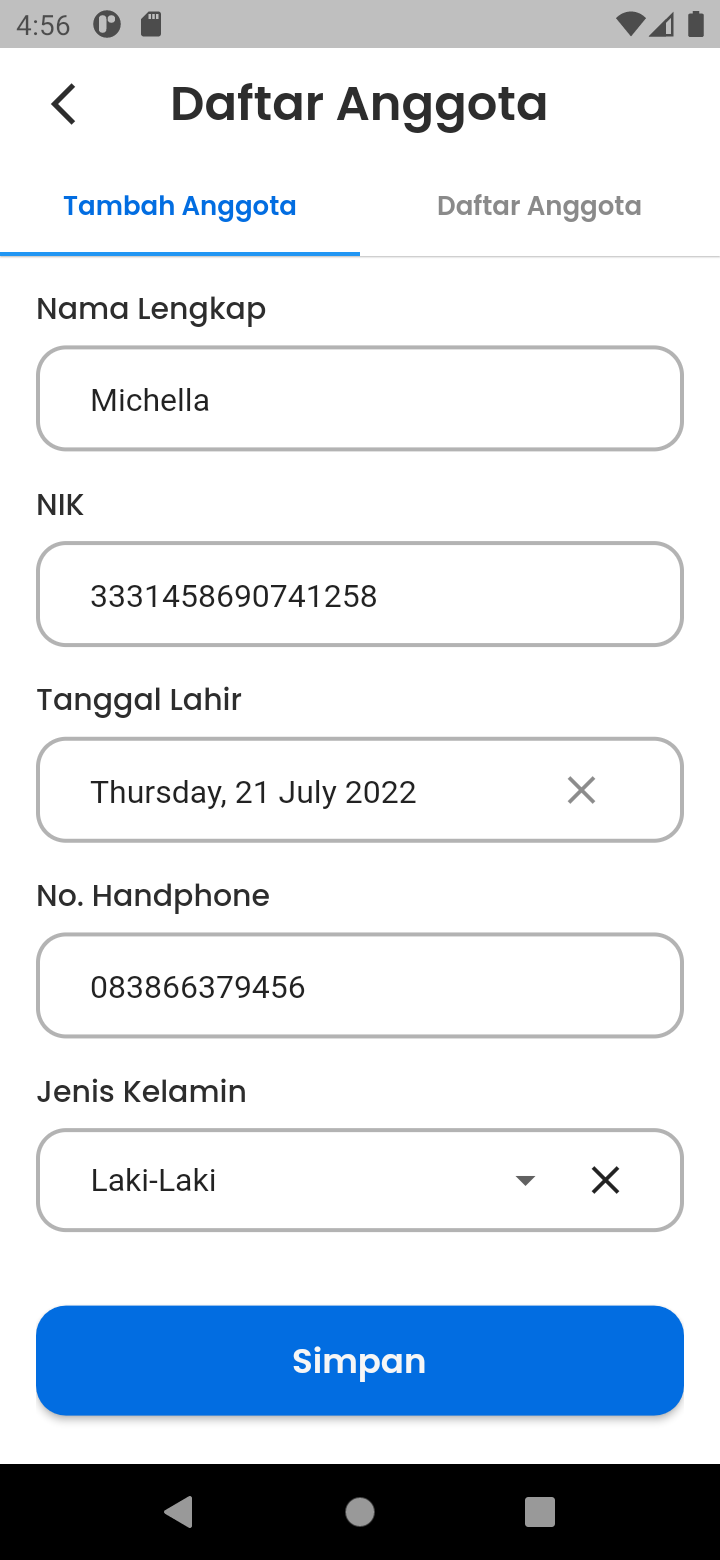 4:56
Daftar Anggota
Tambah Anggota
Daftar Anggota
Nama Lengkap
Michella
NIK
3331458690741258
Tanggal Lahir
Thursday, 21 July 2022
No. Handphone
083866379456
Jenis Kelamin
Laki-Laki
Simpan